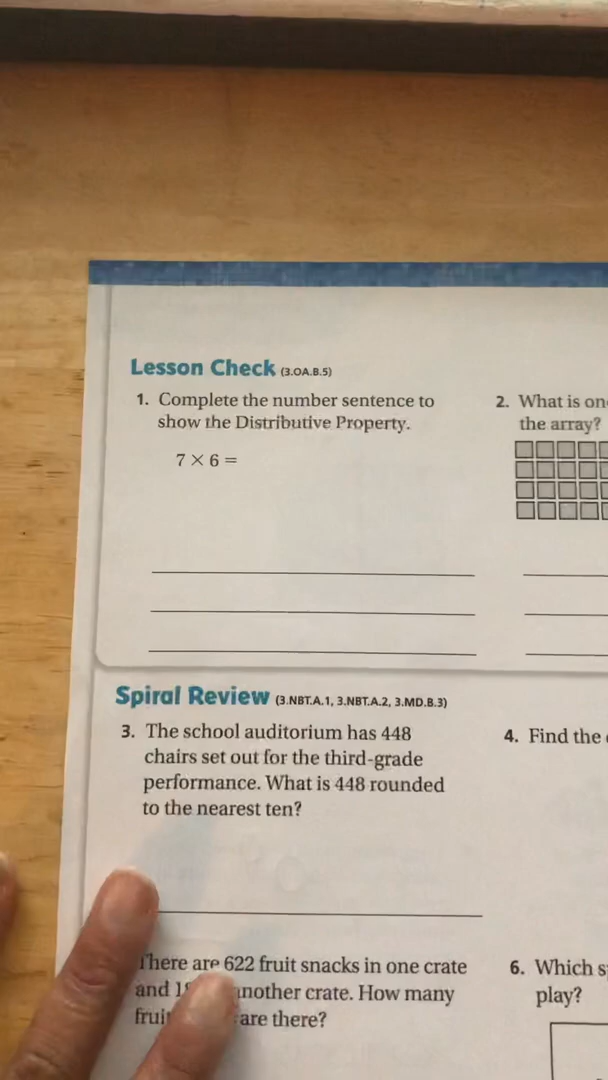 Lesson Check (3.OA.B.5)
1. Complete the number sentence to
show the Distributive Property.
7 × 6 =
2. What is
the array?
Spiral Review (3.NBT.A.1, 3.NBT.A.2, 3.MD.B.3)
3. The school auditorium has 448
chairs set out for the third-grade
performance. What is 448 rounded
to the nearest ten?
4. Find the
There are 622 fruit snacks in one crate
and another crate. How many
are there?
6. Which
play?